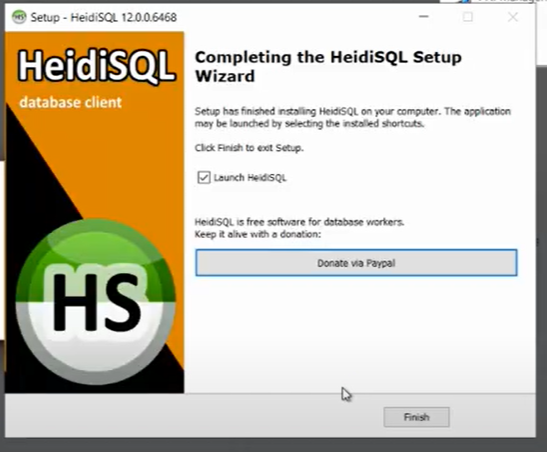 Setup - HeidiSQL 12.0.0.6468
HeidiSQL
database client
HS
Completing the HeidiSQL Setup
Wizard
Setup has finished installing HeidiSQL on your computer. The application
may be launched by selecting the installed shortcuts.
Click Finish to exit Setup.
Launch HeidiSQL
HeidiSQL is free software for database workers.
Keep it alive with a donation:
Donate via Paypal
Finish